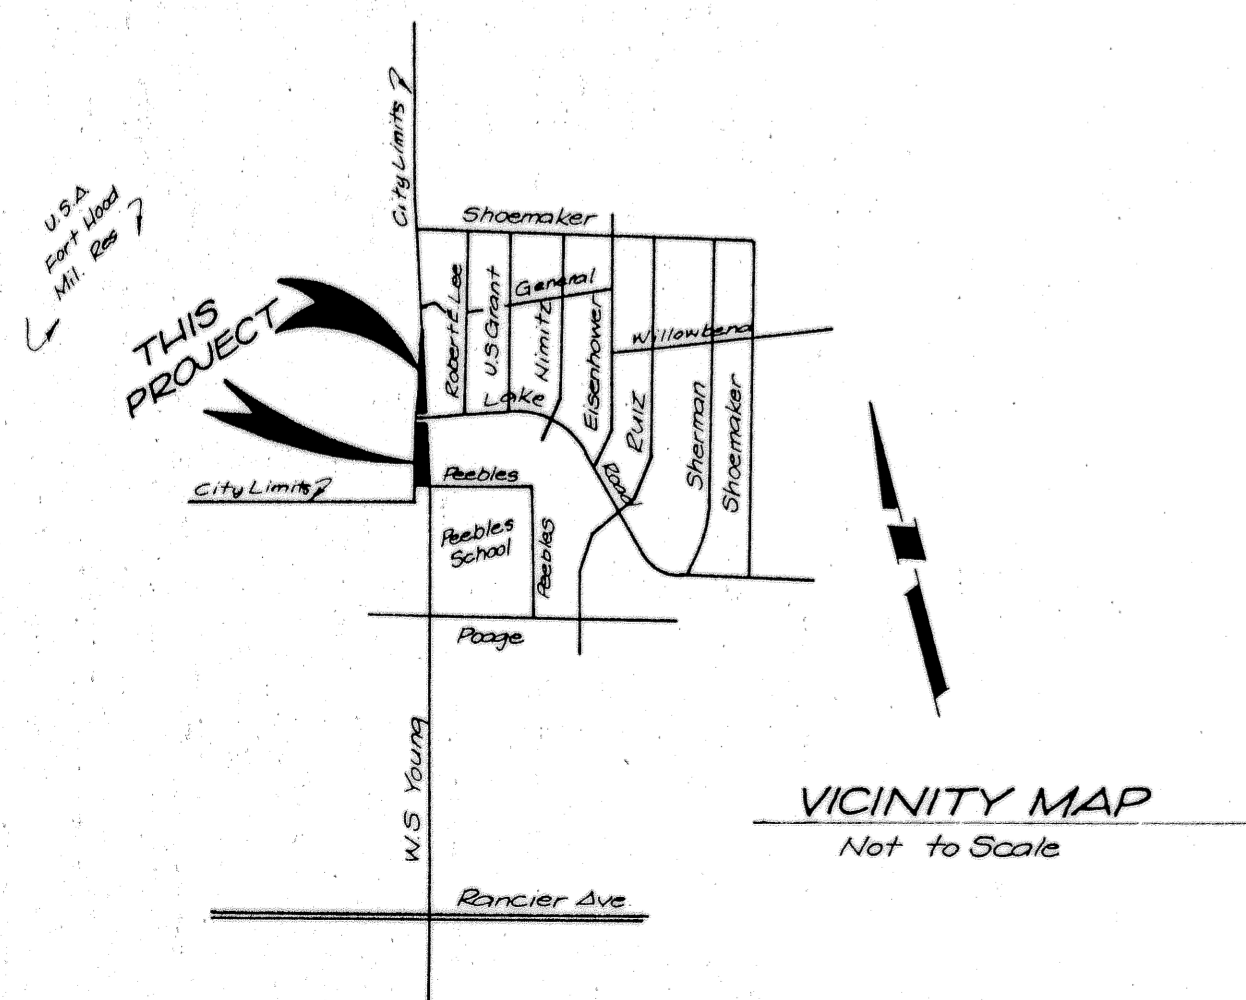 City Limits
U.S.A.
Fort Hood
Mil. Res
Shoemaker
THIS
PROJECT
Robert E. Lee
U.S Grant
General
Nimitz
Eisenhower
Willowbend
Ruiz
Sherman
Shoemaker
Lake
Road
City Limits
Peebles
Peebles
School
Peebles
Poage
W.S Young
VICINITY MAP
Not to Scale
Rancier Ave